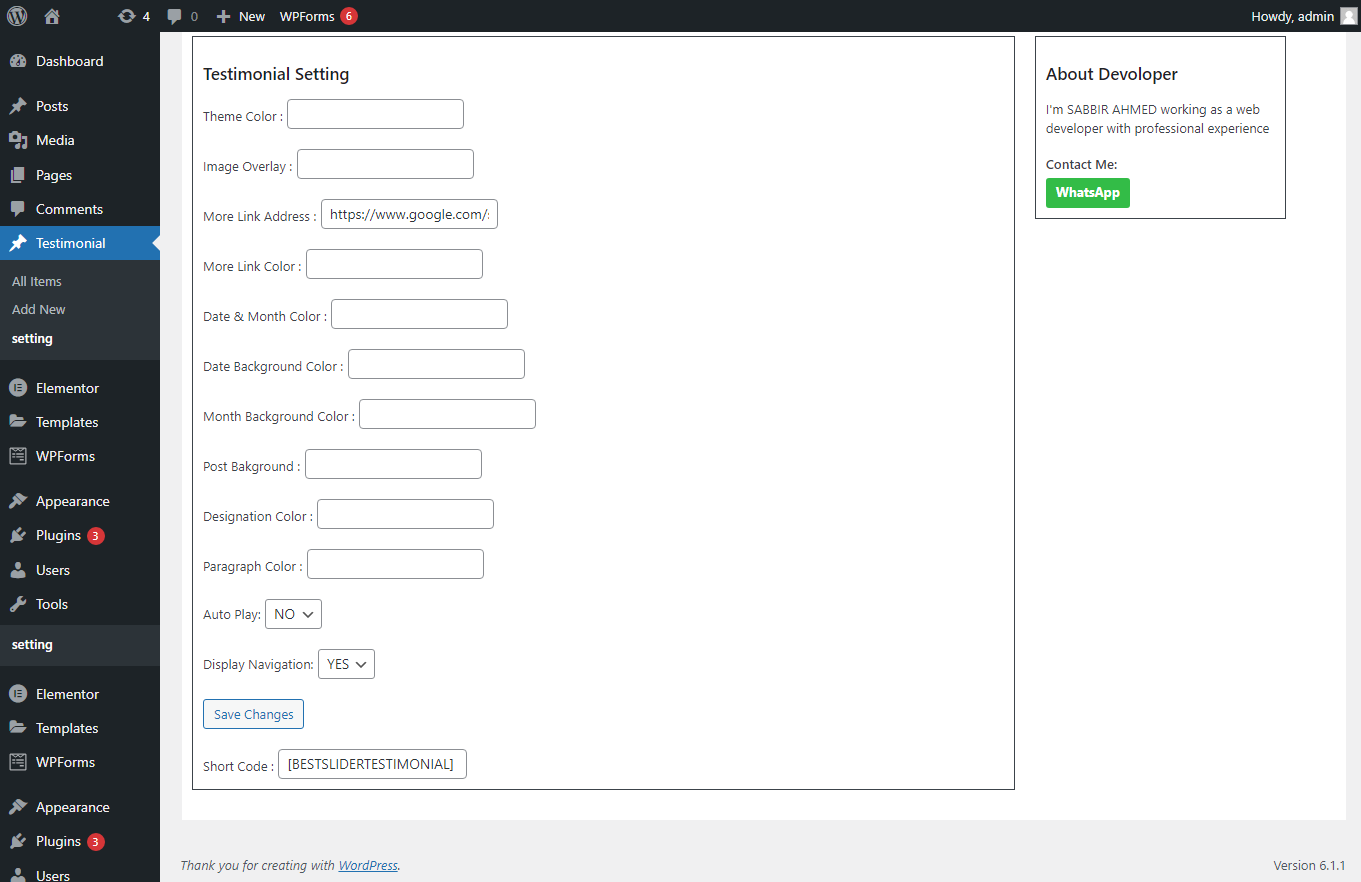 4
0
New
WPForms 6
Howdy, admin
Dashboard
Posts
Media
Pages
Comments
Testimonial
All Items
Add New
setting
Elementor
Templates
WPForms
Appearance
Plugins 3
Users
Tools
setting
Elementor
Templates
WPForms
Appearance
Plugins 3
Users
Testimonial Setting
Theme Color :
Image Overlay :
More Link Address : https://www.google.com/
More Link Color :
Date & Month Color :
Date Background Color :
Month Background Color :
Post Bakground :
Designation Color :
Paragraph Color :
Auto Play: NO
Display Navigation: YES
Save Changes
Short Code : [BESTSLIDERTESTIMONIAL]
About Devoloper
I'm SABBIR AHMED working as a web
developer with professional experience
Contact Me:
WhatsApp
Thank you for creating with WordPress.
Version 6.1.1